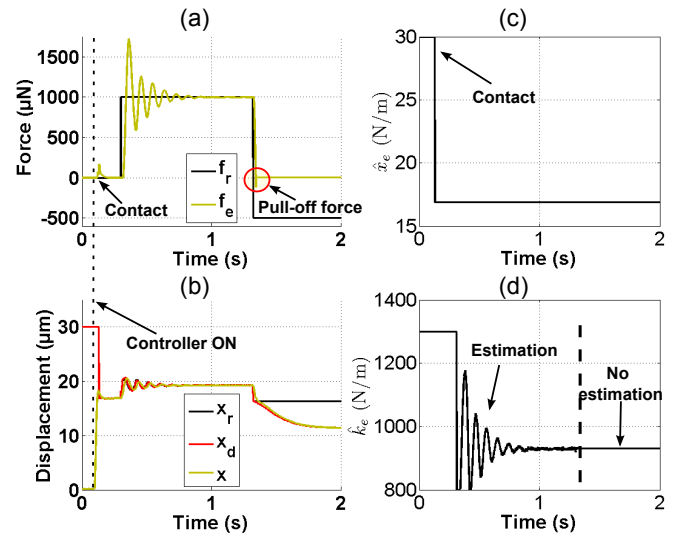 (a)
1500
1000
500
0
-500
Force (µN)
Contact
f_r
f_e
Pull-off force
0
1
2
Time (s)
(c)
30
25
20
15
x̂_e (N/m)
Contact
0
1
2
Time (s)
(b)
30
20
10
0
Displacement (µm)
Controller ON
x_r
x_d
x
0
1
2
Time (s)
(d)
1400
1200
1000
800
k̂_e (N/m)
Estimation
No
estimation
0
1
2
Time (s)